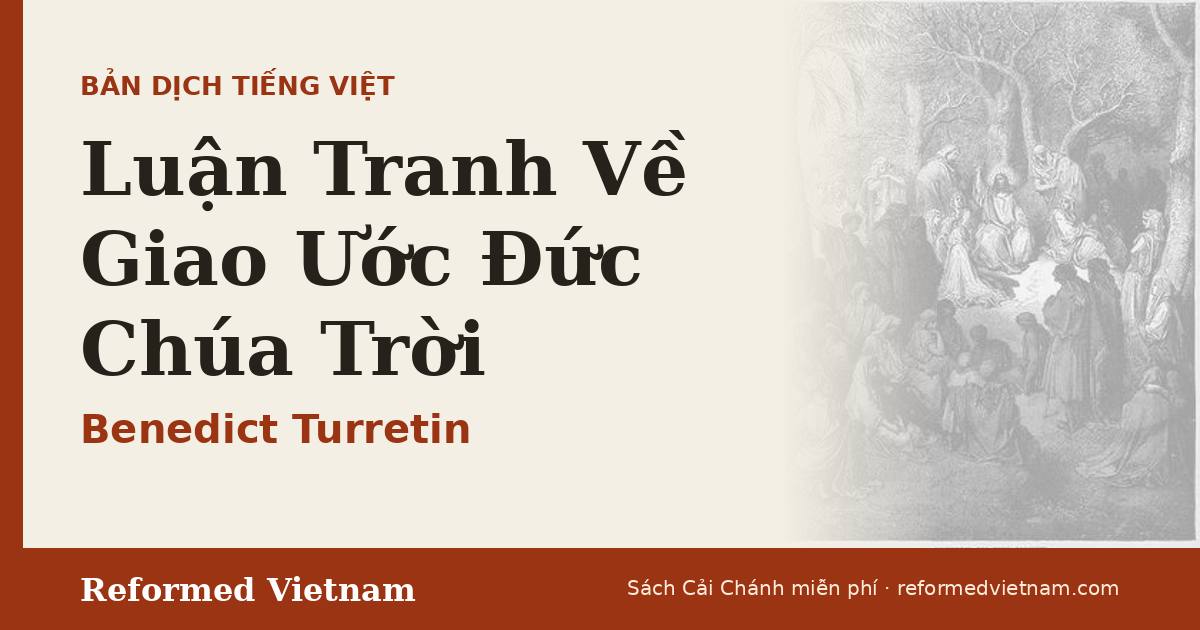 BẢN DỊCH TIẾNG VIỆT
Luận Tranh Về
Giao Ước Đức
Chúa Trời
Benedict Turretin
Reformed Vietnam
Sách Cải Chánh miễn phí · reformedvietnam.com